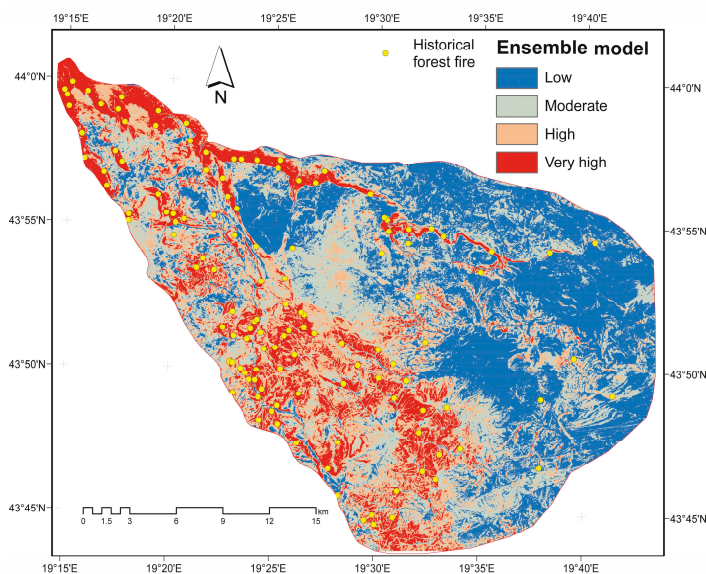 19°15'E 19°20'E 19°25'E 19°30'E 19°35'E 19°40'E
Historical
forest fire
Ensemble model
Low
Moderate
High
Very high
N
44°0'N 44°0'N
43°55'N 43°55'N
43°50'N 43°50'N
43°45'N 43°45'N
km
0 1.5 3 6 9 12 15
19°15'E 19°20'E 19°25'E 19°30'E 19°35'E 19°40'E